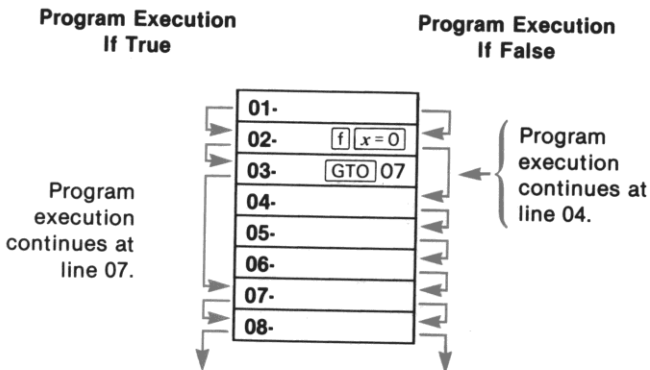 Program Execution
If True
Program Execution
If False
01-
02- f x=0
03- GTO 07
04-
05-
06-
07-
08-
Program
execution
continues at
line 07.
Program
execution
continues at
line 04.